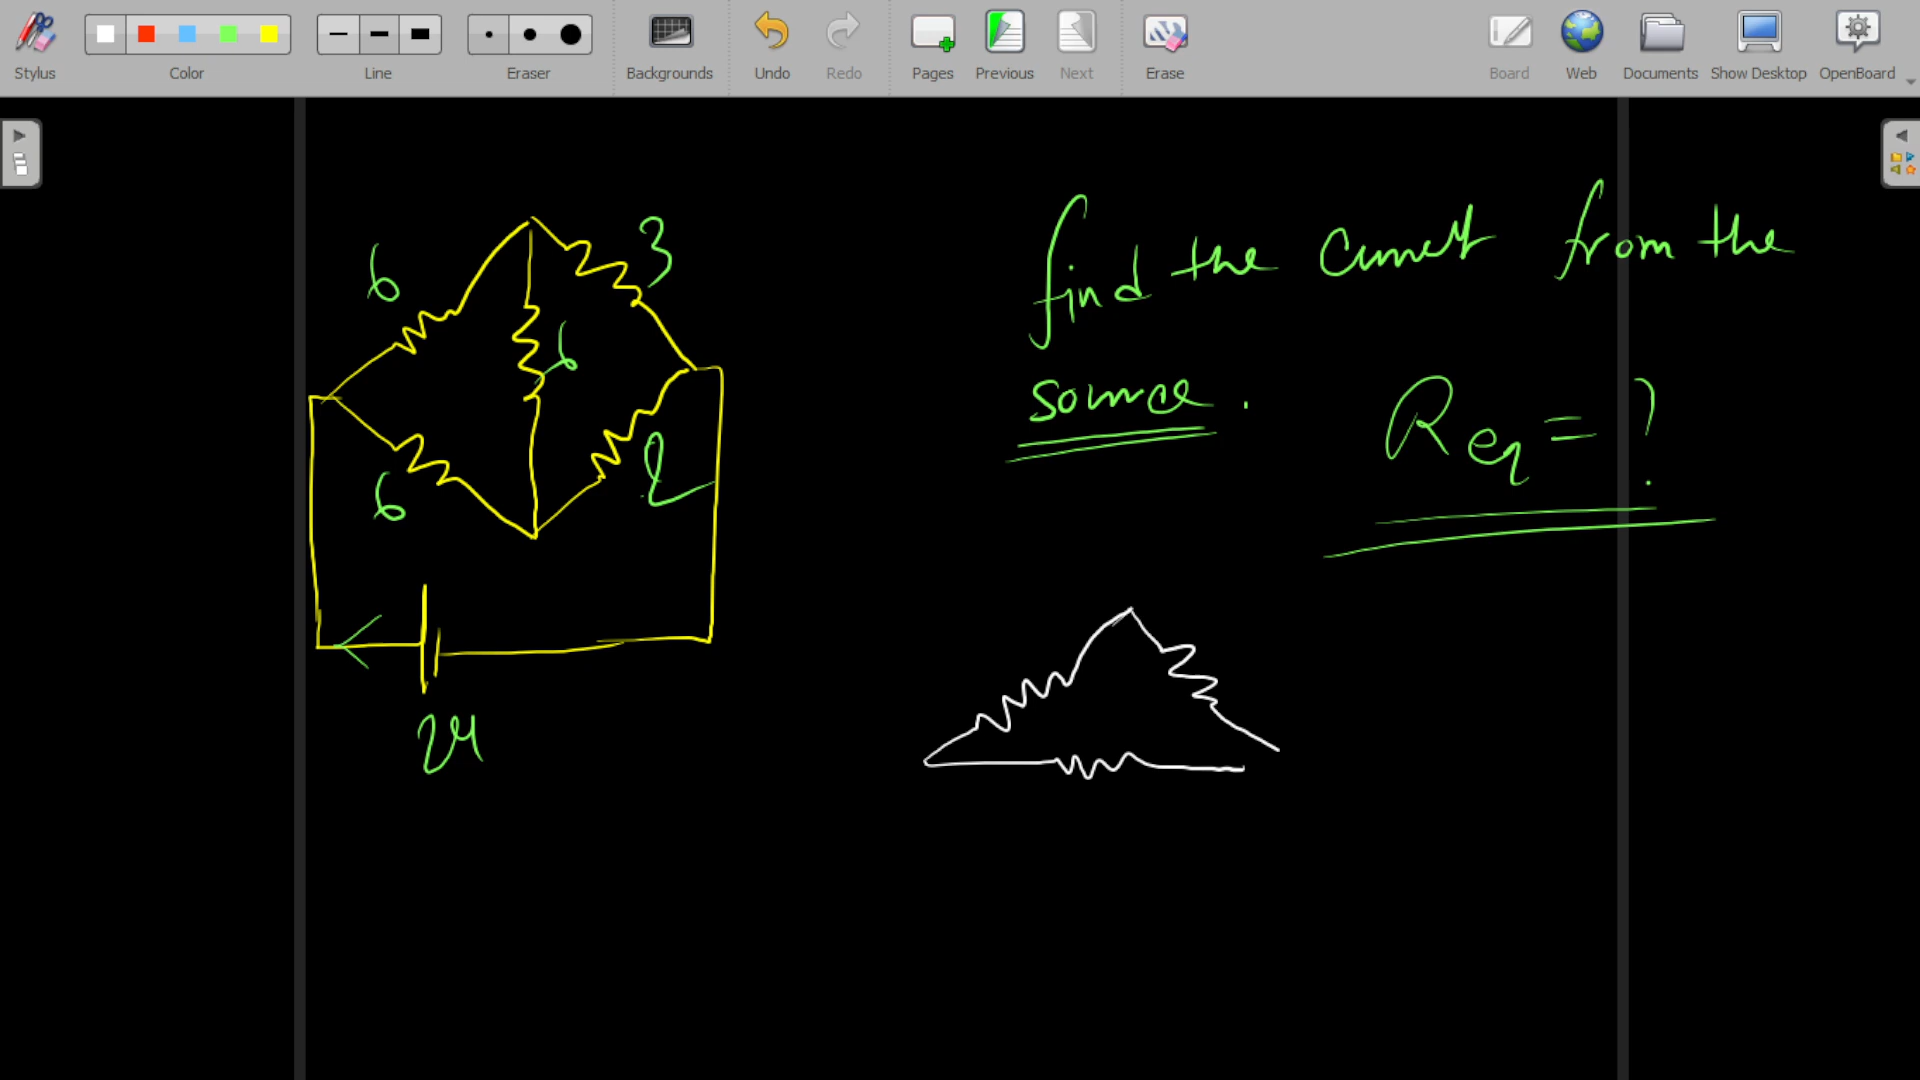 Stylus
Color
Line
Eraser
Backgrounds
Undo
Redo
Pages
Previous
Next
Erase
Board
Web
Documents
Show Desktop
OpenBoard
find the current from the
source.
Req = ?
6
3
6
6
2
24